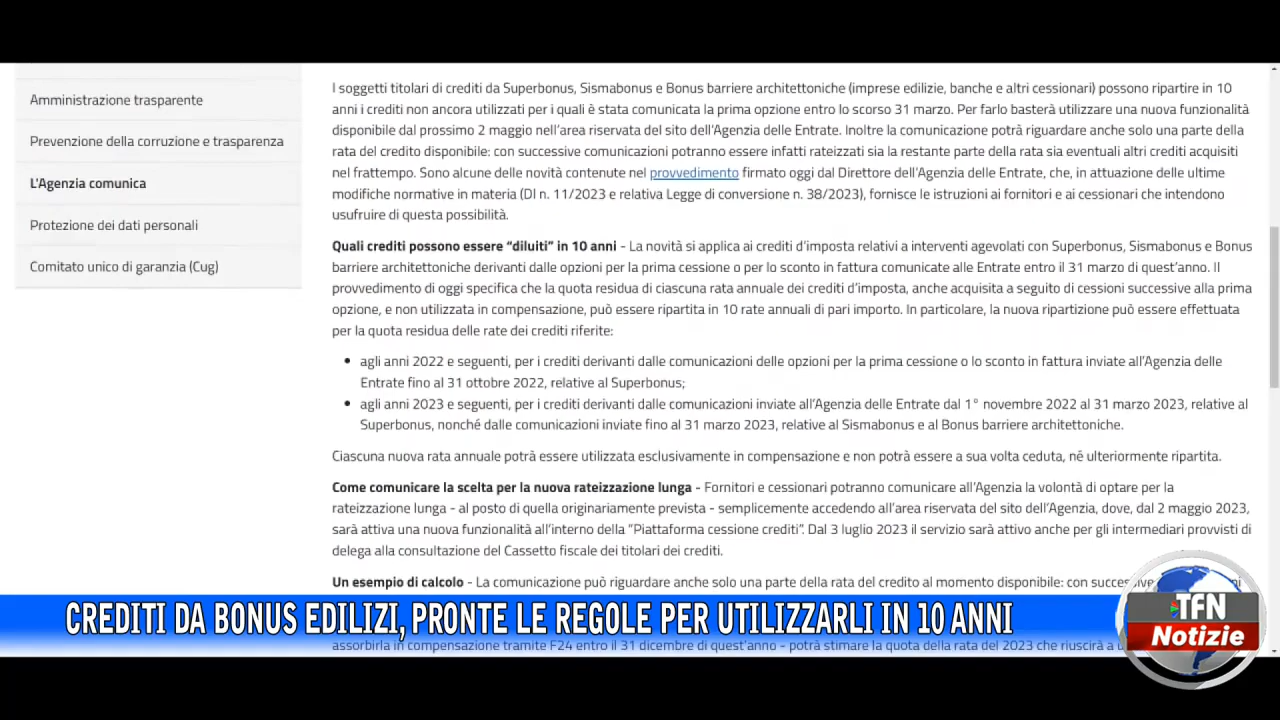 Amministrazione trasparente
Prevenzione della corruzione e trasparenza
L'Agenzia comunica
Protezione dei dati personali
Comitato unico di garanzia (Cug)
I soggetti titolari di crediti da Superbonus, Sismabonus e Bonus barriere architettoniche (imprese edilizie, banche e altri cessionari) possono ripartire in 10
anni i crediti non ancora utilizzati per i quali è stata comunicata la prima opzione entro lo scorso 31 marzo. Per farlo basterà utilizzare una nuova funzionalità
disponibile dal prossimo 2 maggio nell’area riservata del sito dell’Agenzia delle Entrate. Inoltre la comunicazione potrà riguardare anche solo una parte della
rata del credito disponibile: con successive comunicazioni potranno essere infatti rateizzati sia la restante parte della rata sia eventuali altri crediti acquisiti
nel frattempo. Sono alcune delle novità contenute nel provvedimento firmato oggi dal Direttore dell’Agenzia delle Entrate, che, in attuazione delle ultime
modifiche normative in materia (Dl n. 11/2023 e relativa Legge di conversione n. 38/2023), fornisce le istruzioni ai fornitori e ai cessionari che intendono
usufruire di questa possibilità.
Quali crediti possono essere “diluiti” in 10 anni - La novità si applica ai crediti d’imposta relativi a interventi agevolati con Superbonus, Sismabonus e Bonus
barriere architettoniche derivanti dalle opzioni per la prima cessione o per lo sconto in fattura comunicate alle Entrate entro il 31 marzo di quest’anno. Il
provvedimento di oggi specifica che la quota residua di ciascuna rata annuale dei crediti d’imposta, anche acquisita a seguito di cessioni successive alla prima
opzione, e non utilizzata in compensazione, può essere ripartita in 10 rate annuali di pari importo. In particolare, la nuova ripartizione può essere effettuata
per la quota residua delle rate dei crediti riferite:
• agli anni 2022 e seguenti, per i crediti derivanti dalle comunicazioni delle opzioni per la prima cessione o lo sconto in fattura inviate all’Agenzia delle
Entrate fino al 31 ottobre 2022, relative al Superbonus;
• agli anni 2023 e seguenti, per i crediti derivanti dalle comunicazioni inviate all’Agenzia delle Entrate dal 1° novembre 2022 al 31 marzo 2023, relative al
Superbonus, nonché dalle comunicazioni inviate fino al 31 marzo 2023, relative al Sismabonus e al Bonus barriere architettoniche.
Ciascuna nuova rata annuale potrà essere utilizzata esclusivamente in compensazione e non potrà essere a sua volta ceduta, né ulteriormente ripartita.
Come comunicare la scelta per la nuova rateizzazione lunga - Fornitori e cessionari potranno comunicare all’Agenzia la volontà di optare per la
rateizzazione lunga - al posto di quella originariamente prevista - semplicemente accedendo all’area riservata del sito dell’Agenzia, dove, dal 2 maggio 2023,
sarà attiva una nuova funzionalità all’interno della “Piattaforma cessione crediti”. Dal 3 luglio 2023 il servizio sarà attivo anche per gli intermediari provvisti di
delega alla consultazione del Cassetto fiscale dei titolari dei crediti.
Un esempio di calcolo - La comunicazione può riguardare anche solo una parte della rata del credito al momento disponibile: con
CREDITI DA BONUS EDILIZI, PRONTE LE REGOLE PER UTILIZZARLI IN 10 ANNI
TFN
Notizie
assorbirla in compensazione tramite F24 entro il 31 dicembre di quest’anno - potrà stimare la quota della rata del 2023 che riuscirà a